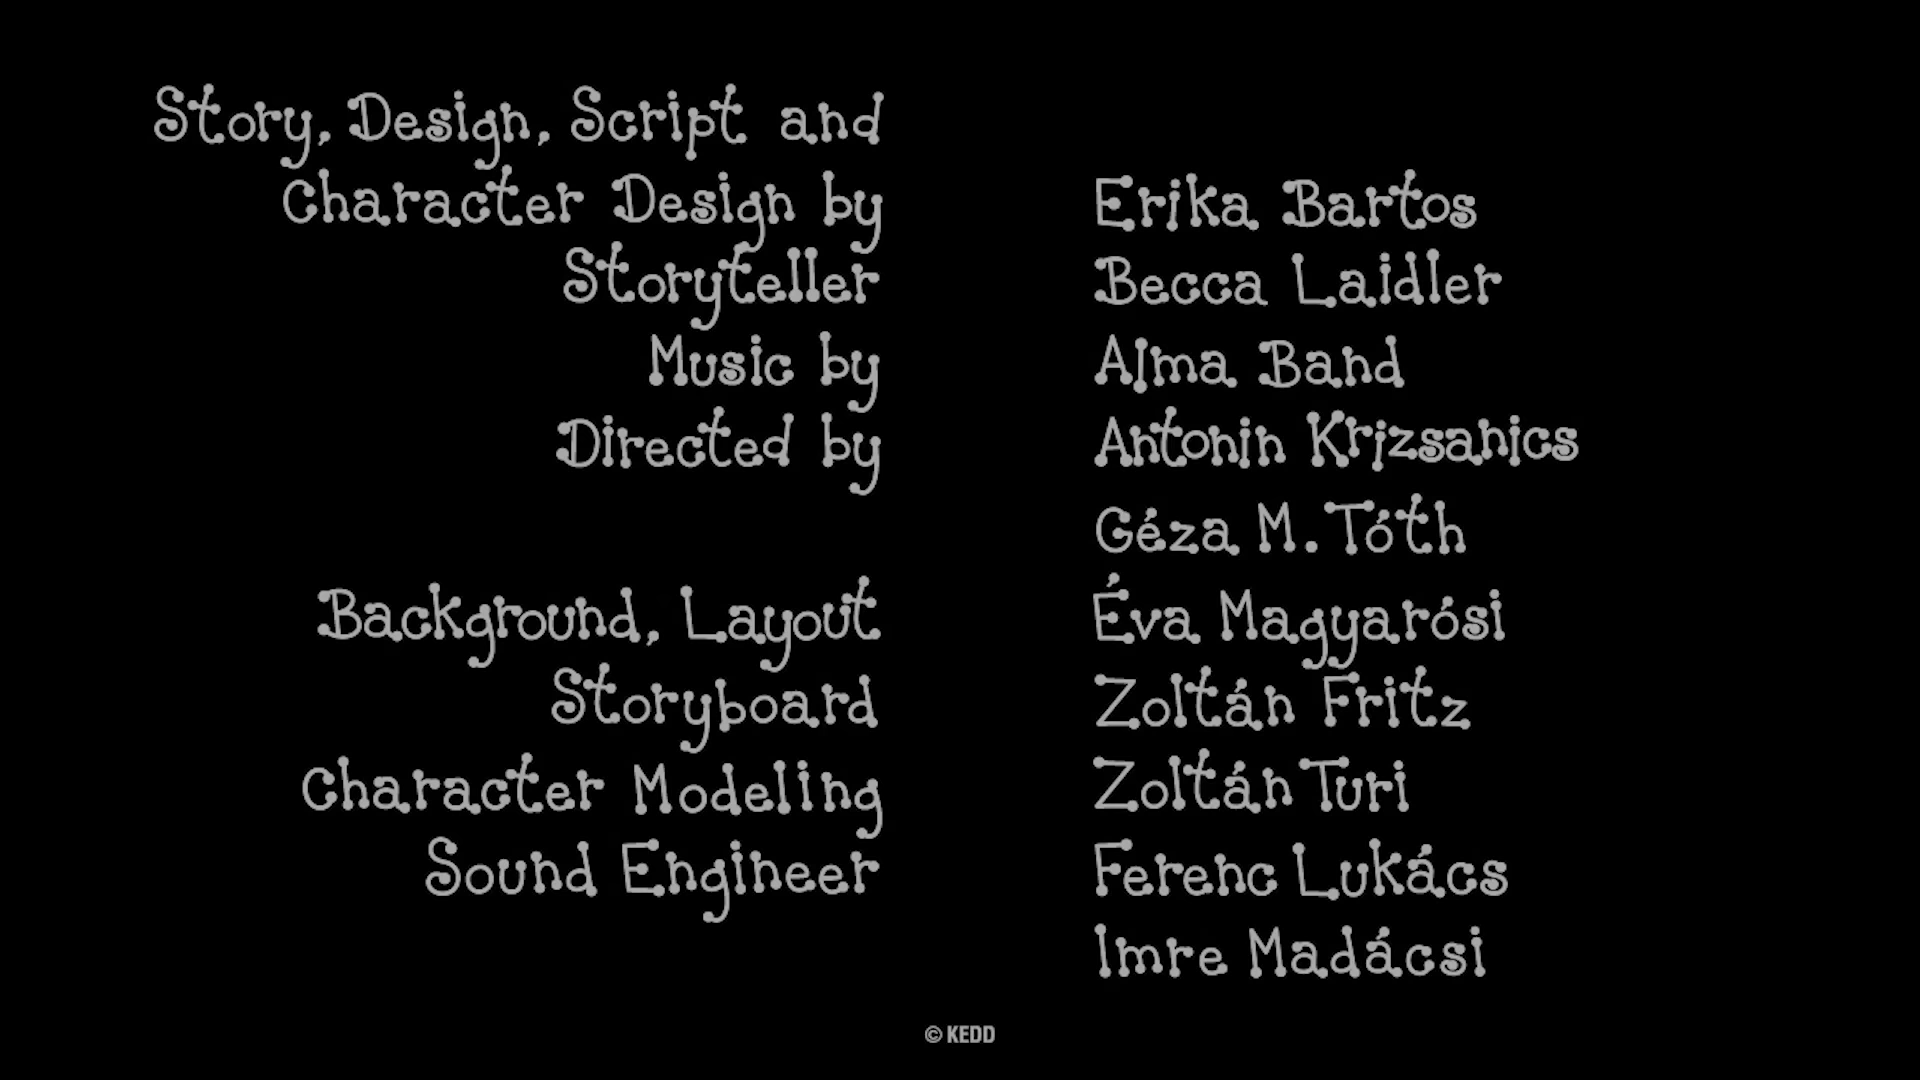 Story, Design, Script and
Character Design by Erika Bartos
Storyteller Becca Laidler
Music by Alma Band
Directed by Antonin Krizsanics
Géza M. Tóth
Background, Layout Éva Magyarósi
Storyboard Zoltán Fritz
Character Modeling Zoltán Turi
Sound Engineer Ferenc Lukács
Imre Madácsi
© KEDD